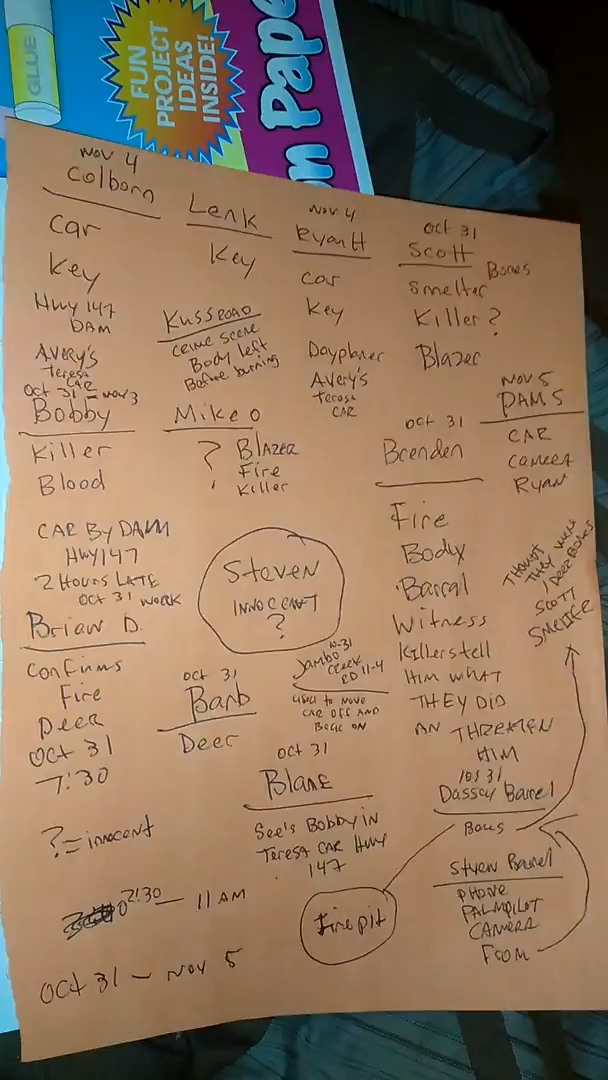 GLUE
FUN
PROJECT
IDEAS
INSIDE!
on Pape
Nov 4
Colborn
Car
Key
Hwy 147
DAM
Avery's
Teresa
CAR
Lenk
Key
KUSS ROAD
Crime scene
Body left
Before burning
Nov 4
Ryan H
Car
Key
Dayplaner
Avery's
Teresa
CAR
Oct 31
Scott
Bones
Smelter
Killer?
Blazer
Oct 31 - Nov 3
Bobby
Killer
Blood
CAR By DAM
Hwy 147
2 Hours LATE
Oct 31 work
Mike O
?
BLAZER
Fire
Killer
Oct 31
Brenden
Fire
Body
Barral
Witness
Killers tell
Him what
THEY DID
AN THREATEN
HIM
Nov 5
PAM S
CAR
CAMERA
Ryan
Steven
INNOCENT
?
Brian D.
Confirms
Fire
Deer
Oct 31
7:30
Oct 31
Barb
Deer
10-31
Jambo
Creek
RD 11-4
USED to MOVE
CAR OFF AND
BACK ON
THOUGHT
THEY WERE
DEER BONES
SCOTT
Oct 31
Blane
See's Bobby in
Teresa CAR Hwy
147
10/31
Dassey Barrel
Bones
Steven Barrel
PHONE
PALMPILOT
CAMERA
FROM
Fire pit
? = innocent
2:30 — 11 AM
Oct 31 — Nov 5